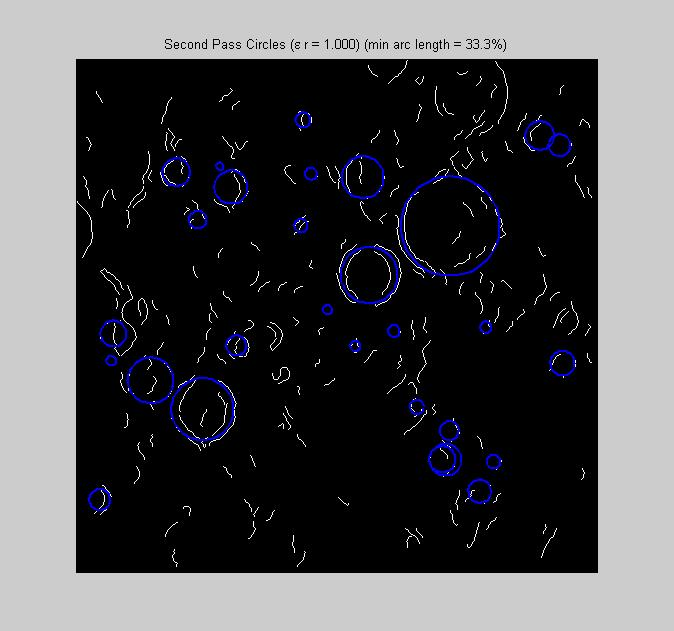 Second Pass Circles (ε r = 1.000) (min arc length = 33.3%)